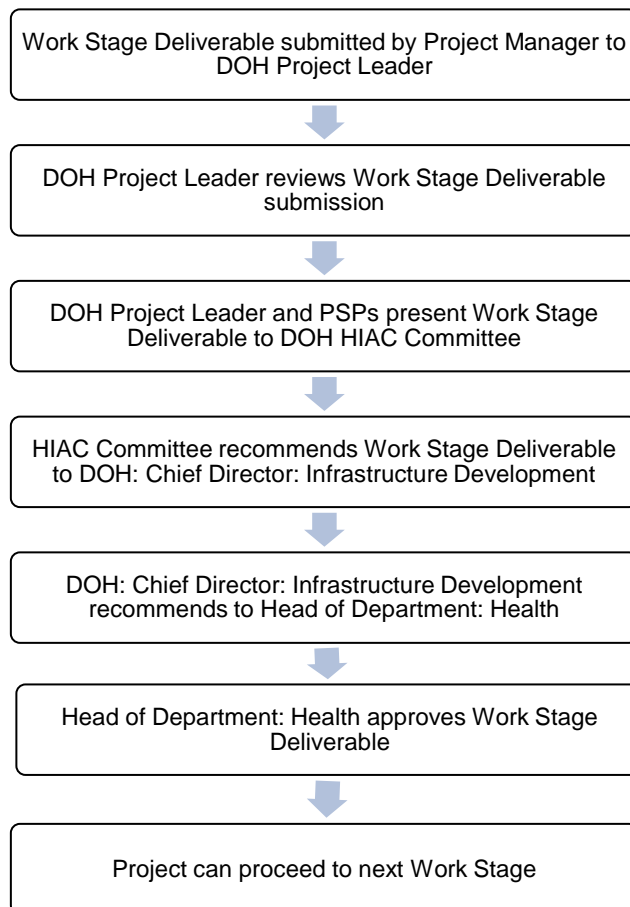 Work Stage Deliverable submitted by Project Manager to
DOH Project Leader
DOH Project Leader reviews Work Stage Deliverable
submission
DOH Project Leader and PSPs present Work Stage
Deliverable to DOH HIAC Committee
HIAC Committee recommends Work Stage Deliverable
to DOH: Chief Director: Infrastructure Development
DOH: Chief Director: Infrastructure Development
recommends to Head of Department: Health
Head of Department: Health approves Work Stage
Deliverable
Project can proceed to next Work Stage